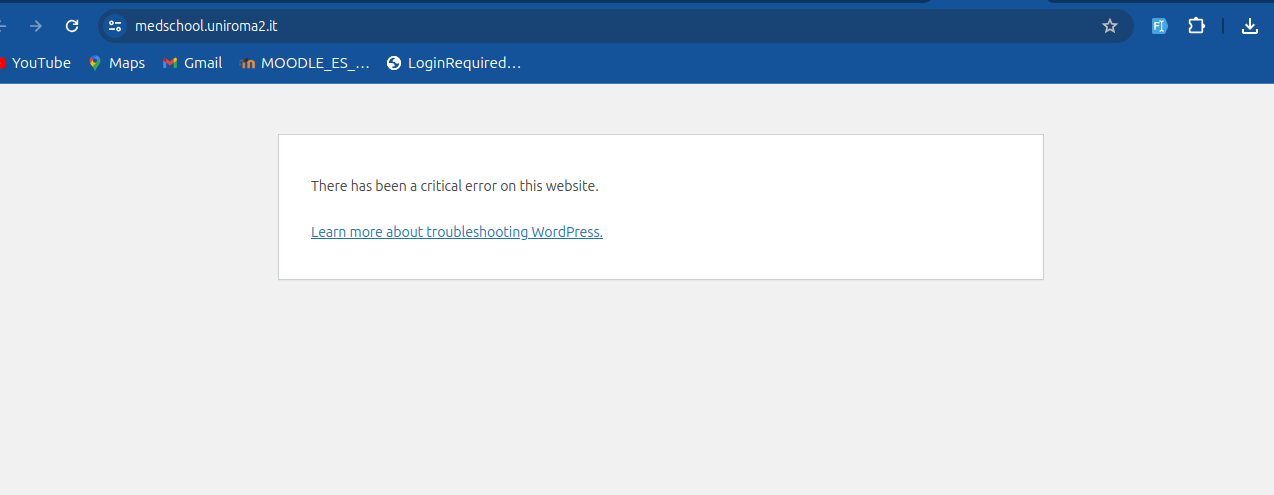 medschool.uniroma2.it
YouTube Maps Gmail MOODLE_ES_... LoginRequired...
There has been a critical error on this website.
Learn more about troubleshooting WordPress.